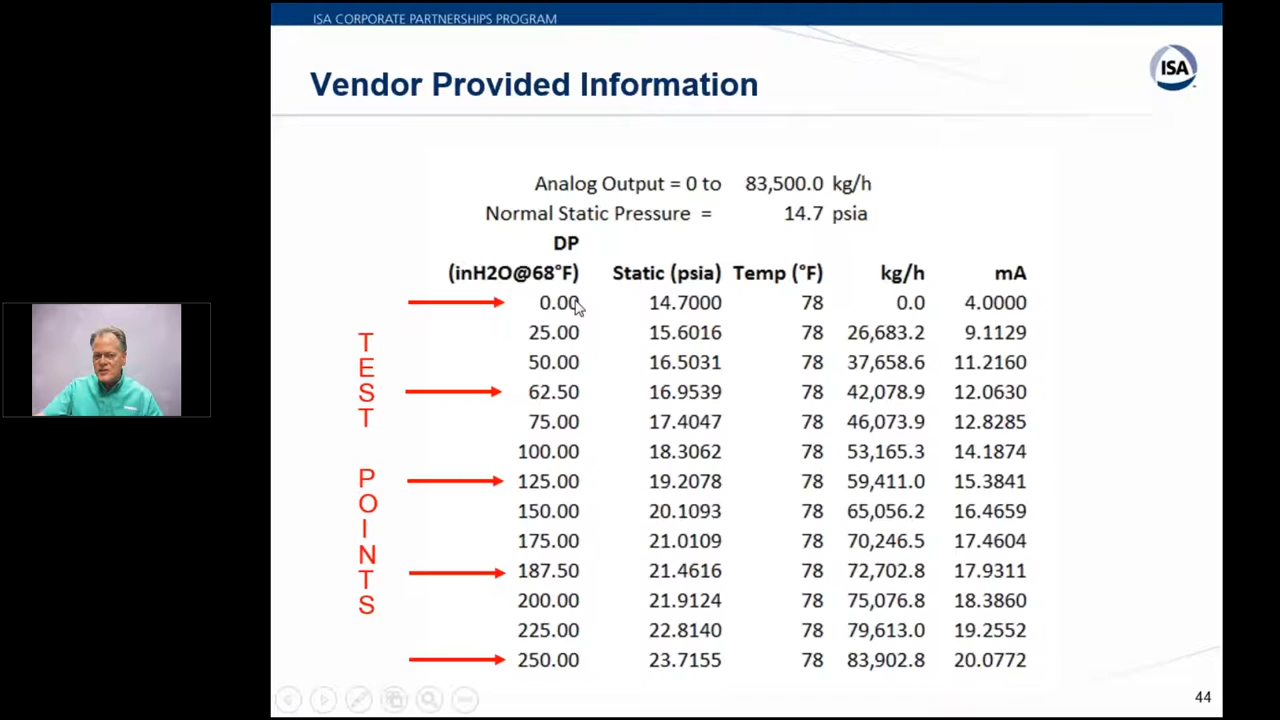 ISA CORPORATE PARTNERSHIPS PROGRAM
Vendor Provided Information
ISA
Analog Output = 0 to 83,500.0 kg/h
Normal Static Pressure = 14.7 psia
DP
(inH2O@68°F) Static (psia) Temp (°F) kg/h mA
0.00 14.7000 78 0.0 4.0000
25.00 15.6016 78 26,683.2 9.1129
50.00 16.5031 78 37,658.6 11.2160
62.50 16.9539 78 42,078.9 12.0630
75.00 17.4047 78 46,073.9 12.8285
100.00 18.3062 78 53,165.3 14.1874
125.00 19.2078 78 59,411.0 15.3841
150.00 20.1093 78 65,056.2 16.4659
175.00 21.0109 78 70,246.5 17.4604
187.50 21.4616 78 72,702.8 17.9311
200.00 21.9124 78 75,076.8 18.3860
225.00 22.8140 78 79,613.0 19.2552
250.00 23.7155 78 83,902.8 20.0772
TEST
POINTS
44